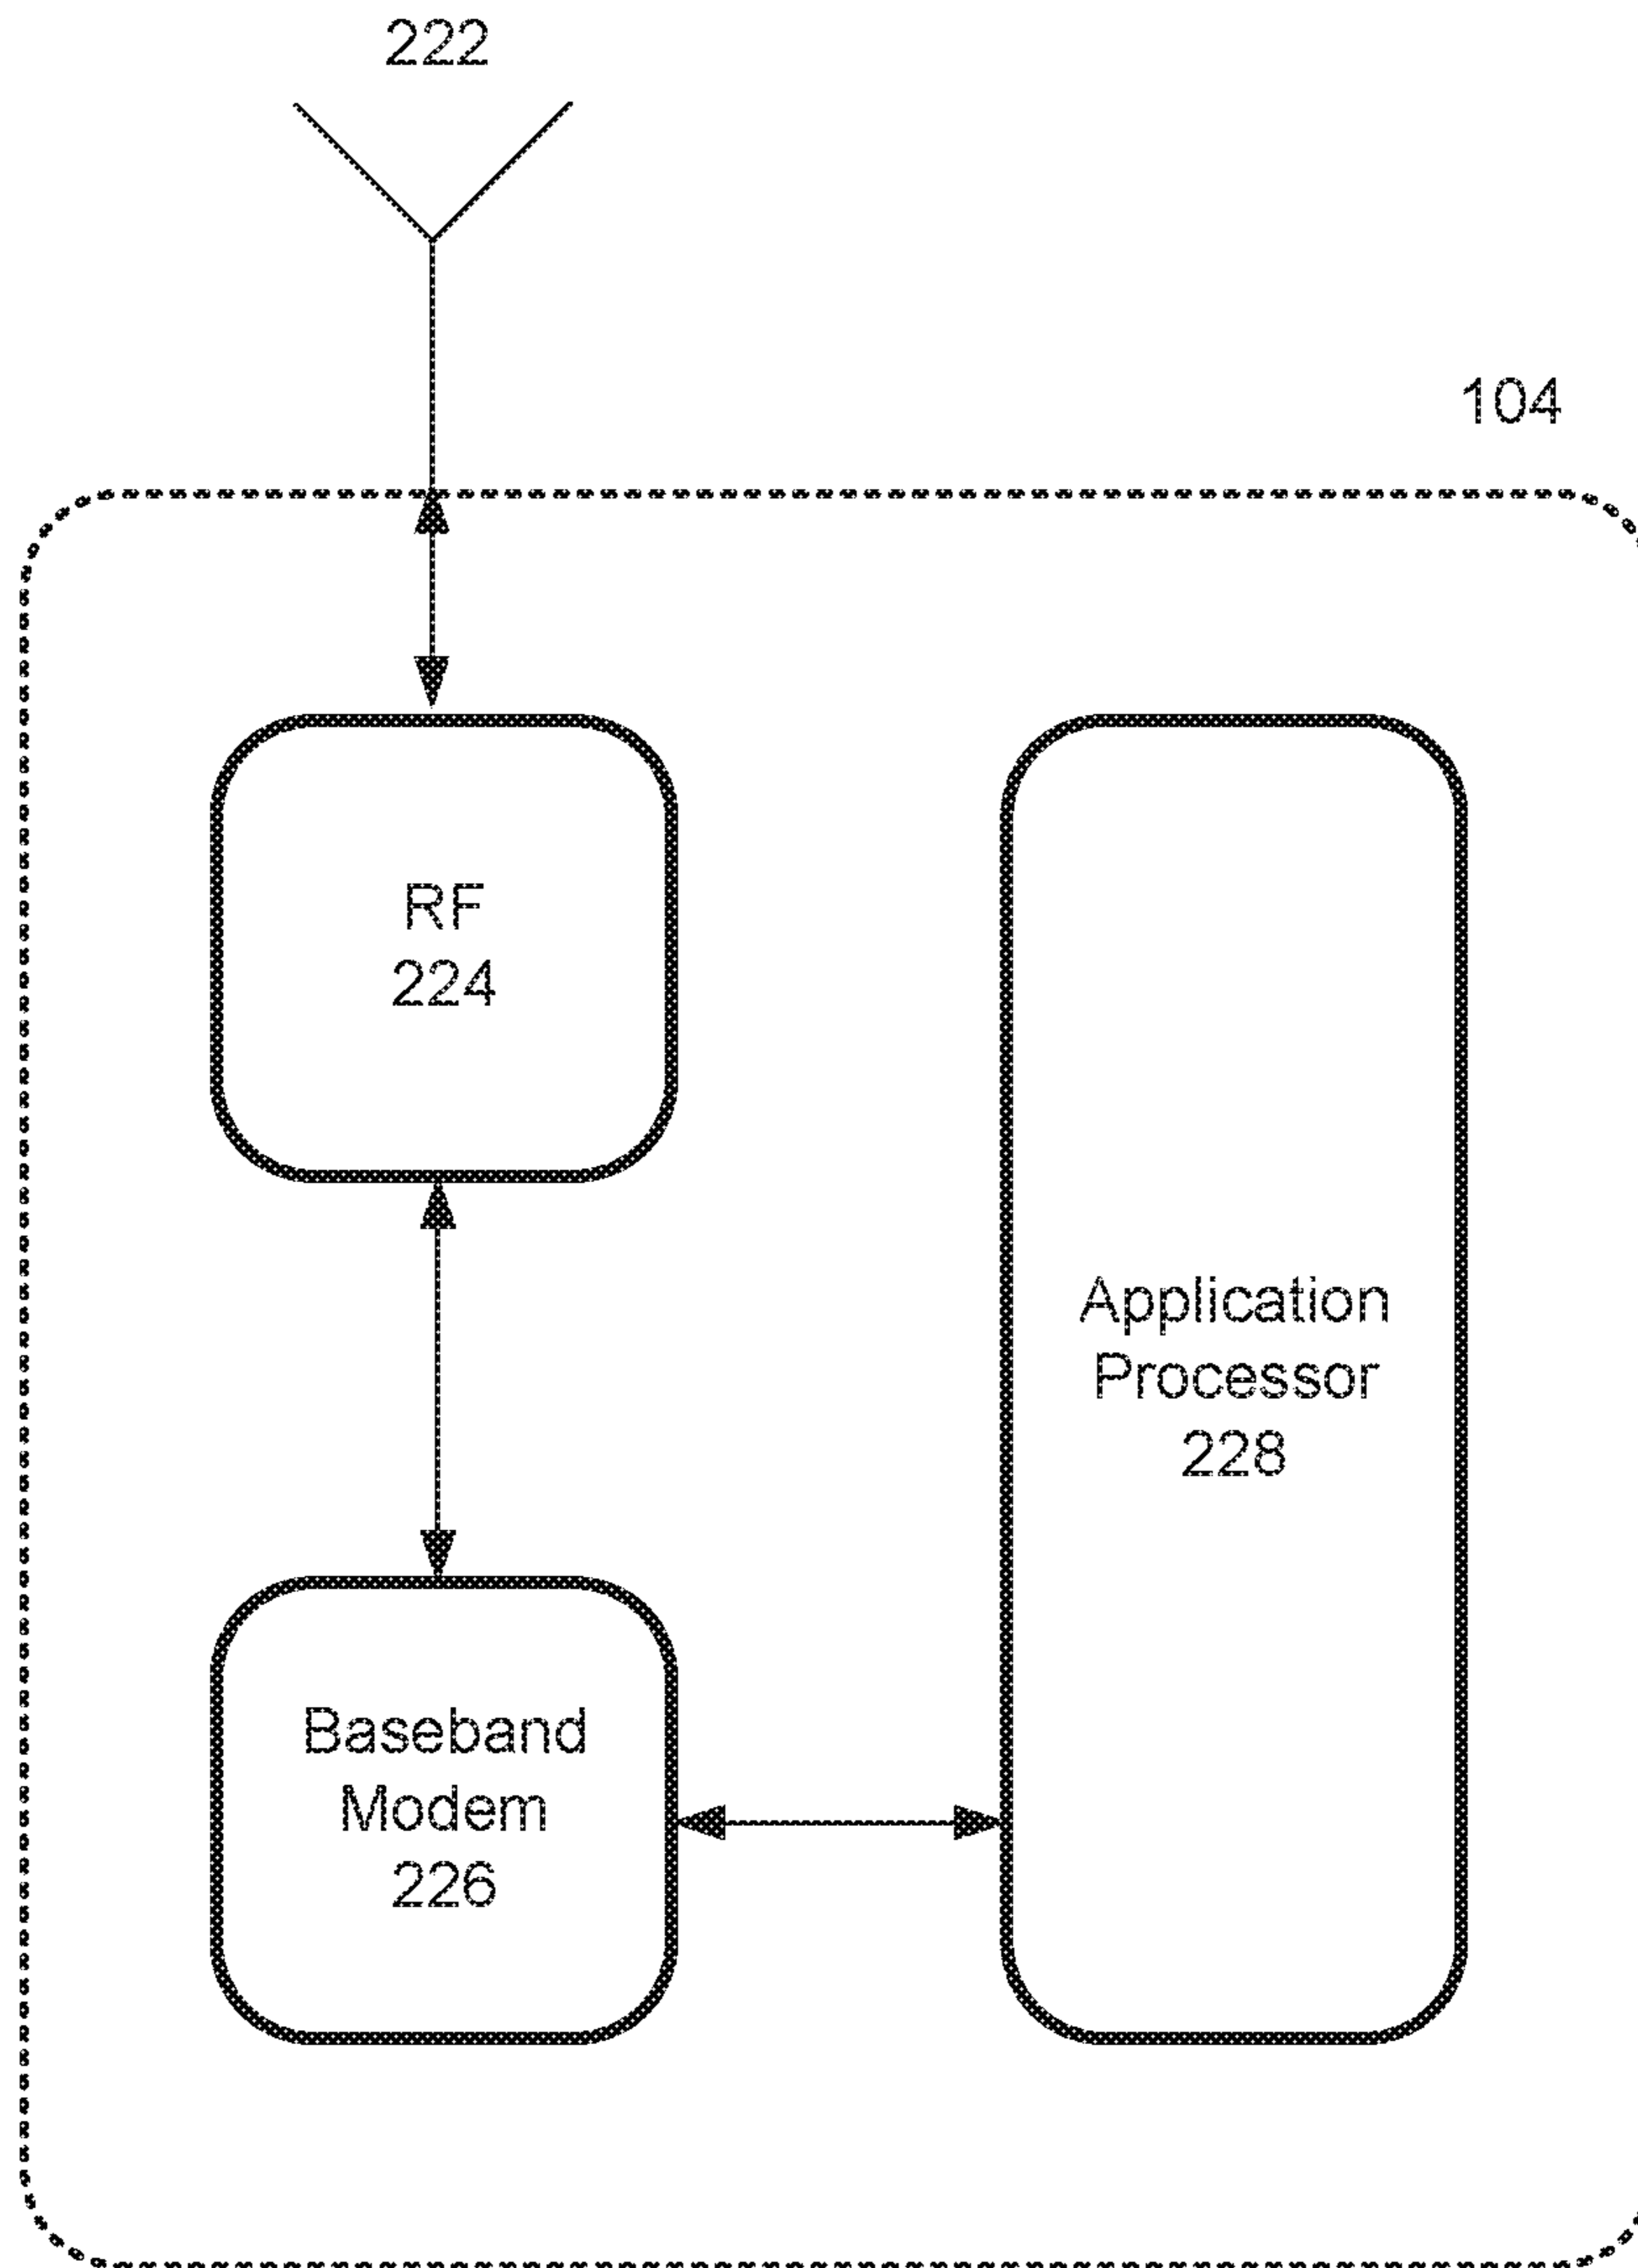 222
104
RF
224
Application
Processor
228
Baseband
Modem
226